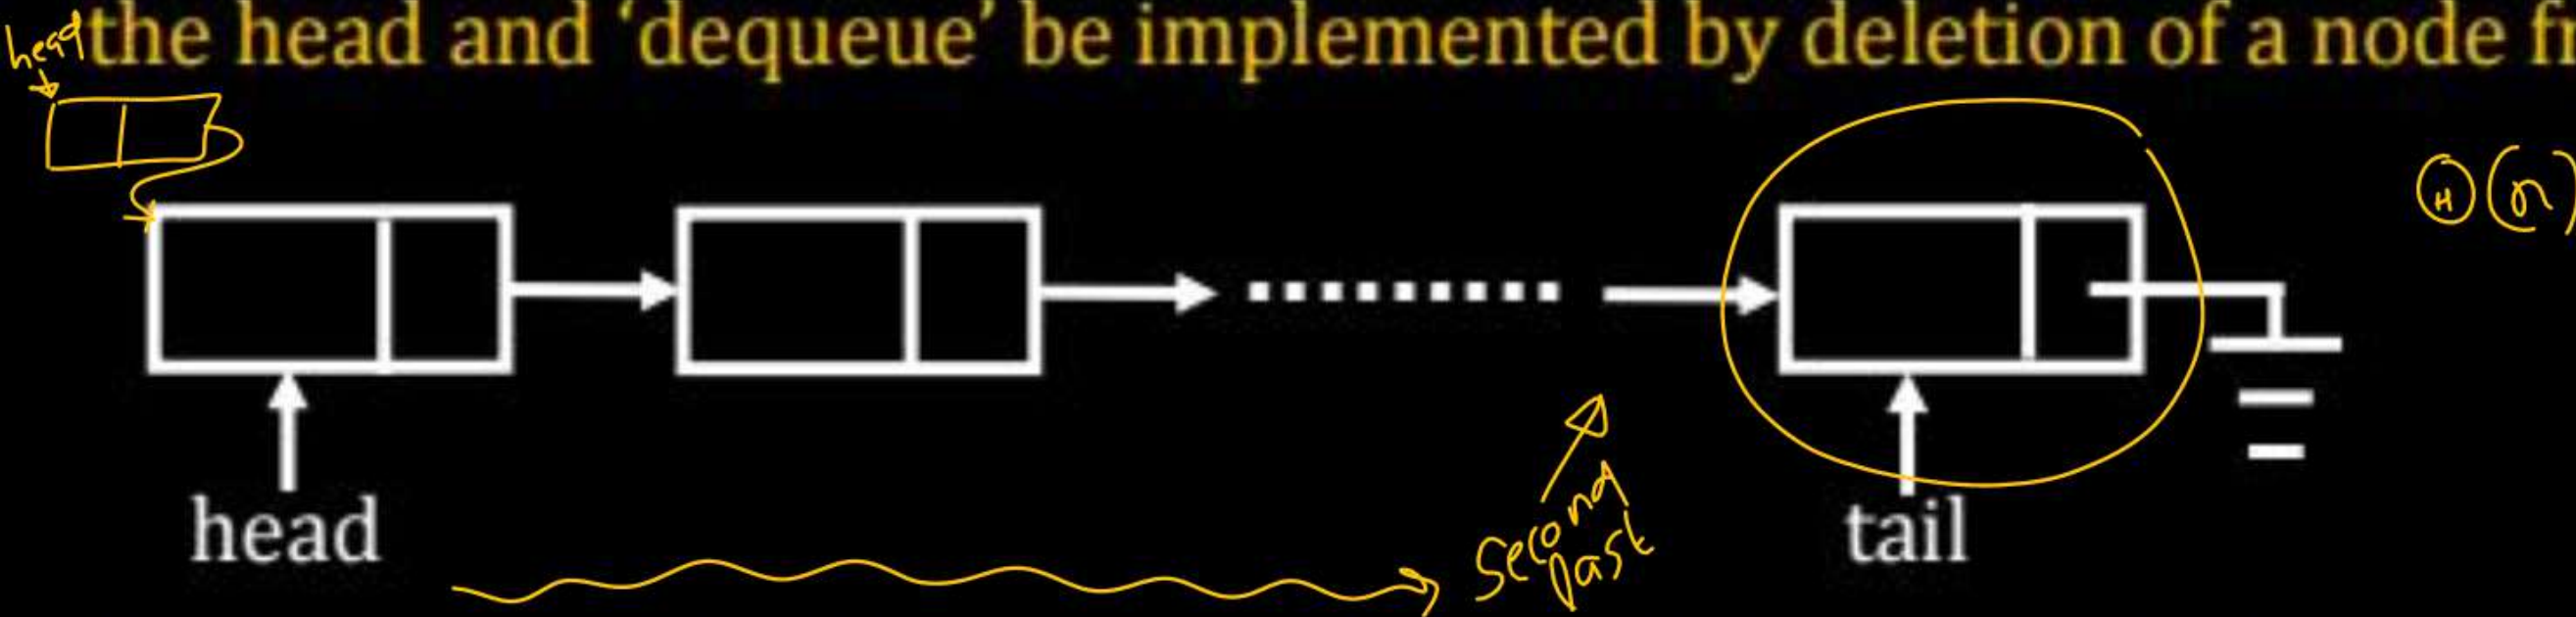 the head and ‘dequeue’ be implemented by deletion of a node
head
Θ(n)
head
second last
tail